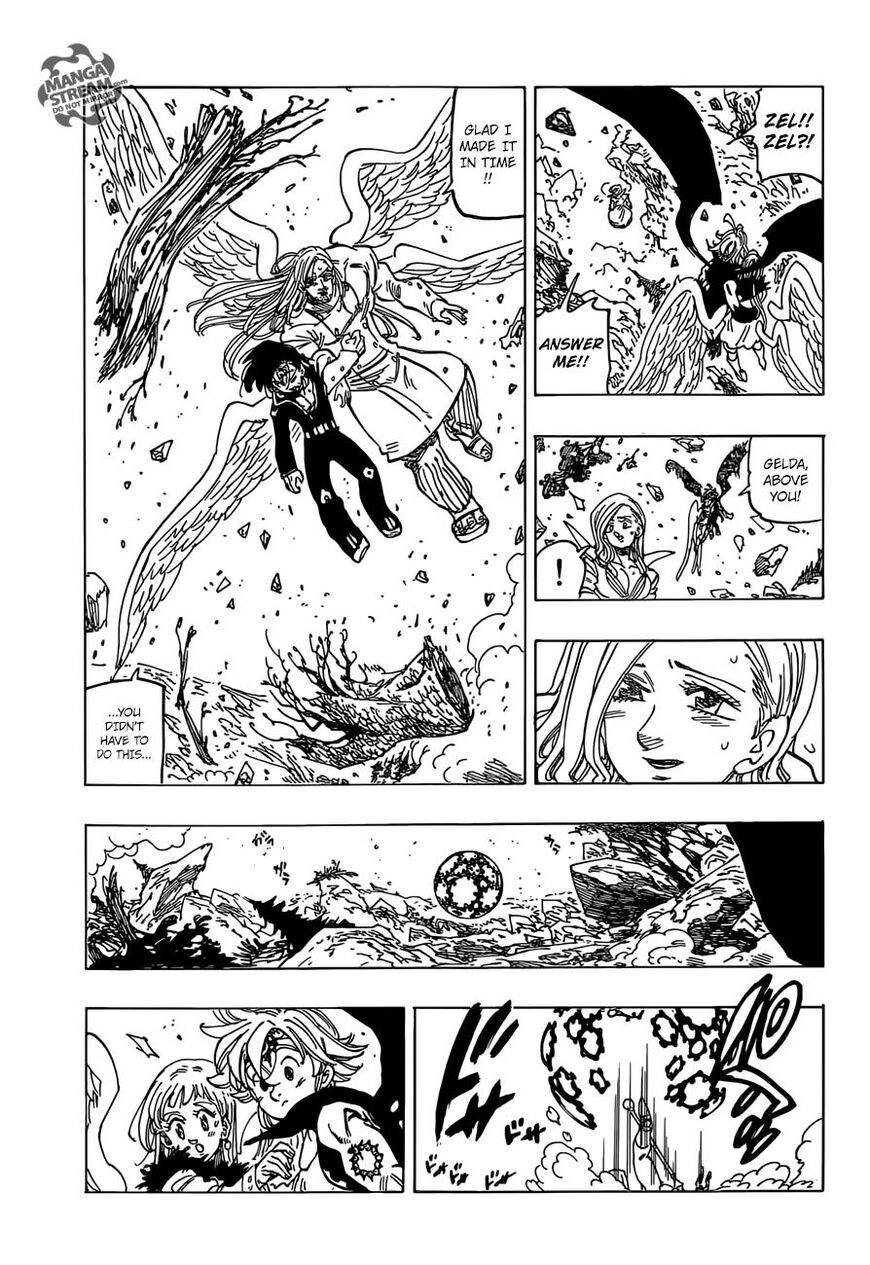 MANGA
STREAM.com
DO NOT MIRROR
ZEL!!
ZEL?!
ANSWER
ME!!
GELDA,
ABOVE
YOU!
!
GLAD I
MADE IT
IN TIME
!!
...YOU
DIDN'T
HAVE TO
DO THIS...